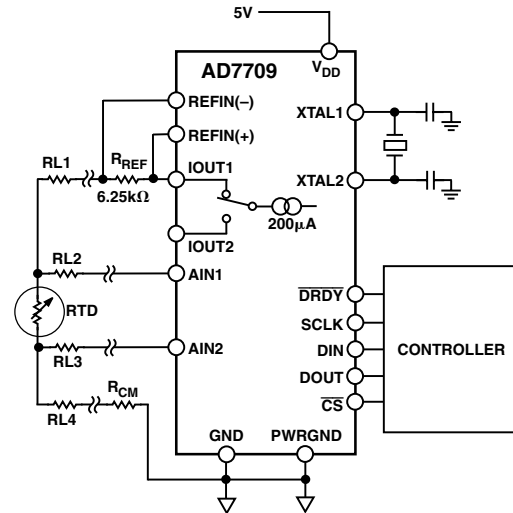 5V
AD7709
VDD
REFIN(–)
XTAL1
REFIN(+)
RL1
RREF
IOUT1
6.25kΩ
XTAL2
200µA
IOUT2
RL2
AIN1
DRDY
RTD
SCLK
CONTROLLER
RL3
AIN2
DIN
DOUT
RCM
CS
RL4
GND
PWRGND